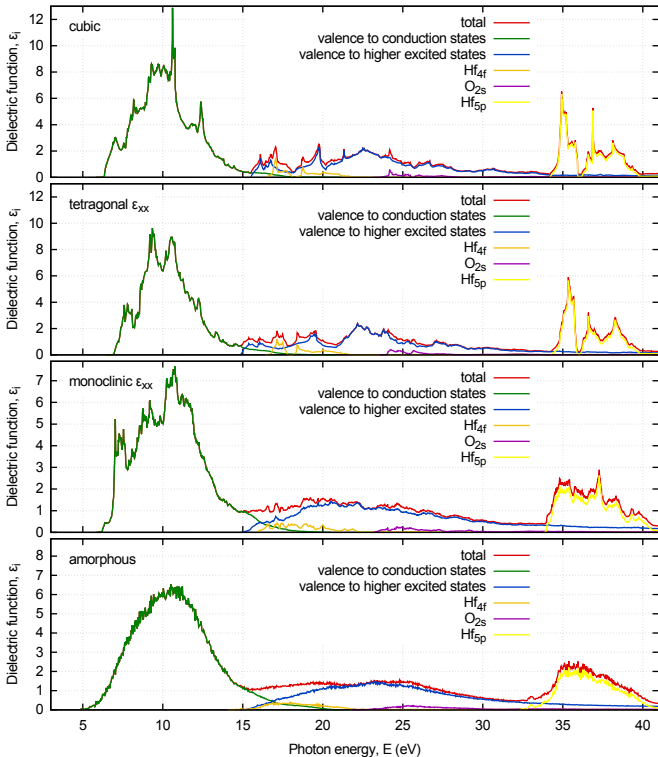 Dielectric function, εᵢ
cubic
total
valence to conduction states
valence to higher excited states
Hf₄f
O₂s
Hf₅p
12
10
8
6
4
2
0
Dielectric function, εᵢ
tetragonal εxx
total
valence to conduction states
valence to higher excited states
Hf₄f
O₂s
Hf₅p
12
10
8
6
4
2
0
Dielectric function, εᵢ
monoclinic εxx
total
valence to conduction states
valence to higher excited states
Hf₄f
O₂s
Hf₅p
7
6
5
4
3
2
1
0
Dielectric function, εᵢ
amorphous
total
valence to conduction states
valence to higher excited states
Hf₄f
O₂s
Hf₅p
8
7
6
5
4
3
2
1
0
5 10 15 20 25 30 35 40
Photon energy, E (eV)